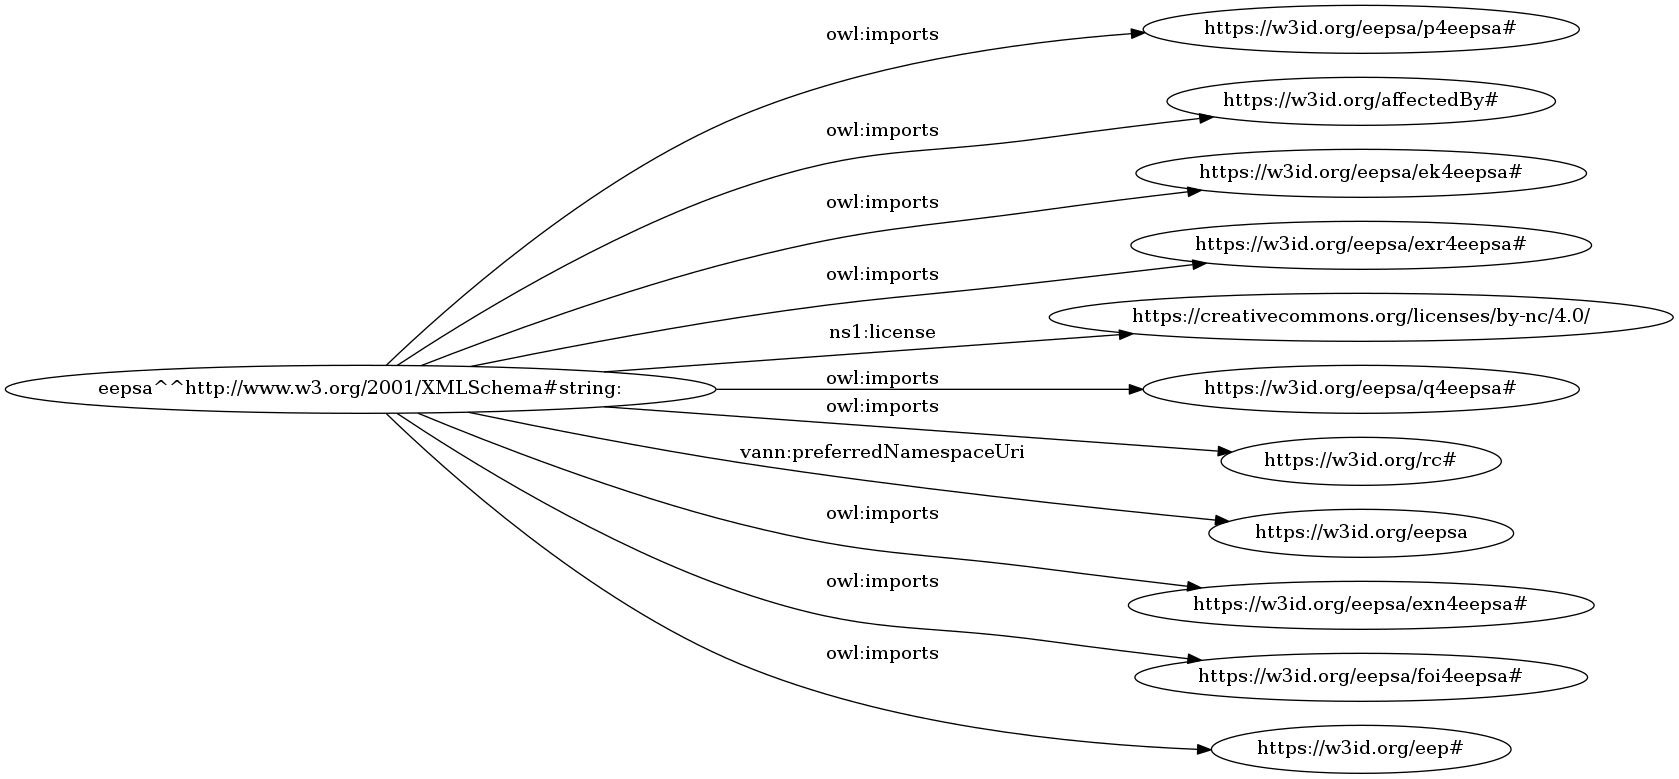 owl:imports
https://w3id.org/eepsa/p4eepsa#
owl:imports
https://w3id.org/affectedBy#
owl:imports
https://w3id.org/eepsa/ek4eepsa#
owl:imports
https://w3id.org/eepsa/exr4eepsa#
ns1:license
https://creativecommons.org/licenses/by-nc/4.0/
eepsa^^http://www.w3.org/2001/XMLSchema#string:
owl:imports
https://w3id.org/eepsa/q4eepsa#
owl:imports
https://w3id.org/rc#
vann:preferredNamespaceUri
https://w3id.org/eepsa
owl:imports
https://w3id.org/eepsa/exn4eepsa#
owl:imports
https://w3id.org/eepsa/foi4eepsa#
owl:imports
https://w3id.org/eep#